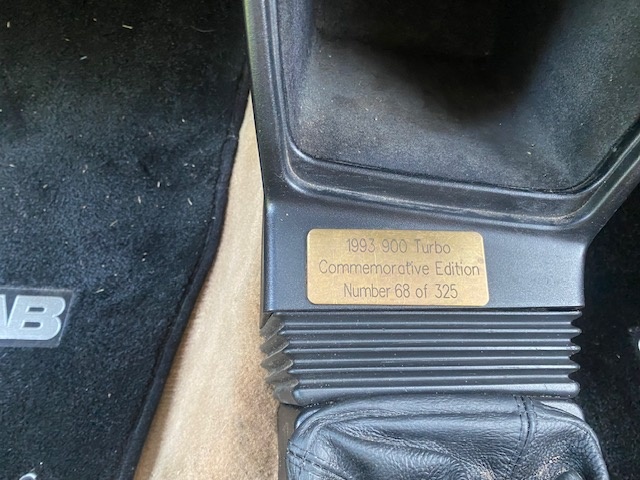 1993 900 Turbo
Commemorative Edition
Number 68 of 325
AB